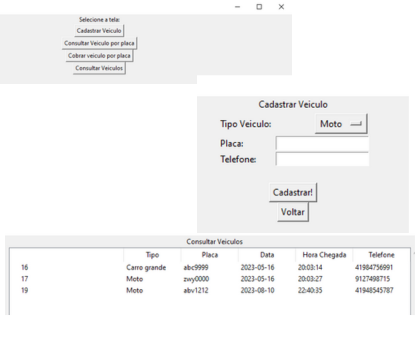 Selecione a tela:
Cadastrar Veiculo
Consultar Veiculo por placa
Cobrar veiculo por placa
Consultar Veiculos
Cadastrar Veiculo
Tipo Veiculo: Moto
Placa:
Telefone:
Cadastrar!
Voltar
Consultar Veiculos
Tipo Placa Data Hora Chegada Telefone
16 Carro grande abc9999 2023-05-16 20:03:14 41984756991
17 Moto zwy0000 2023-05-16 20:03:27 9127498715
19 Moto abv1212 2023-08-10 22:40:35 41948545787